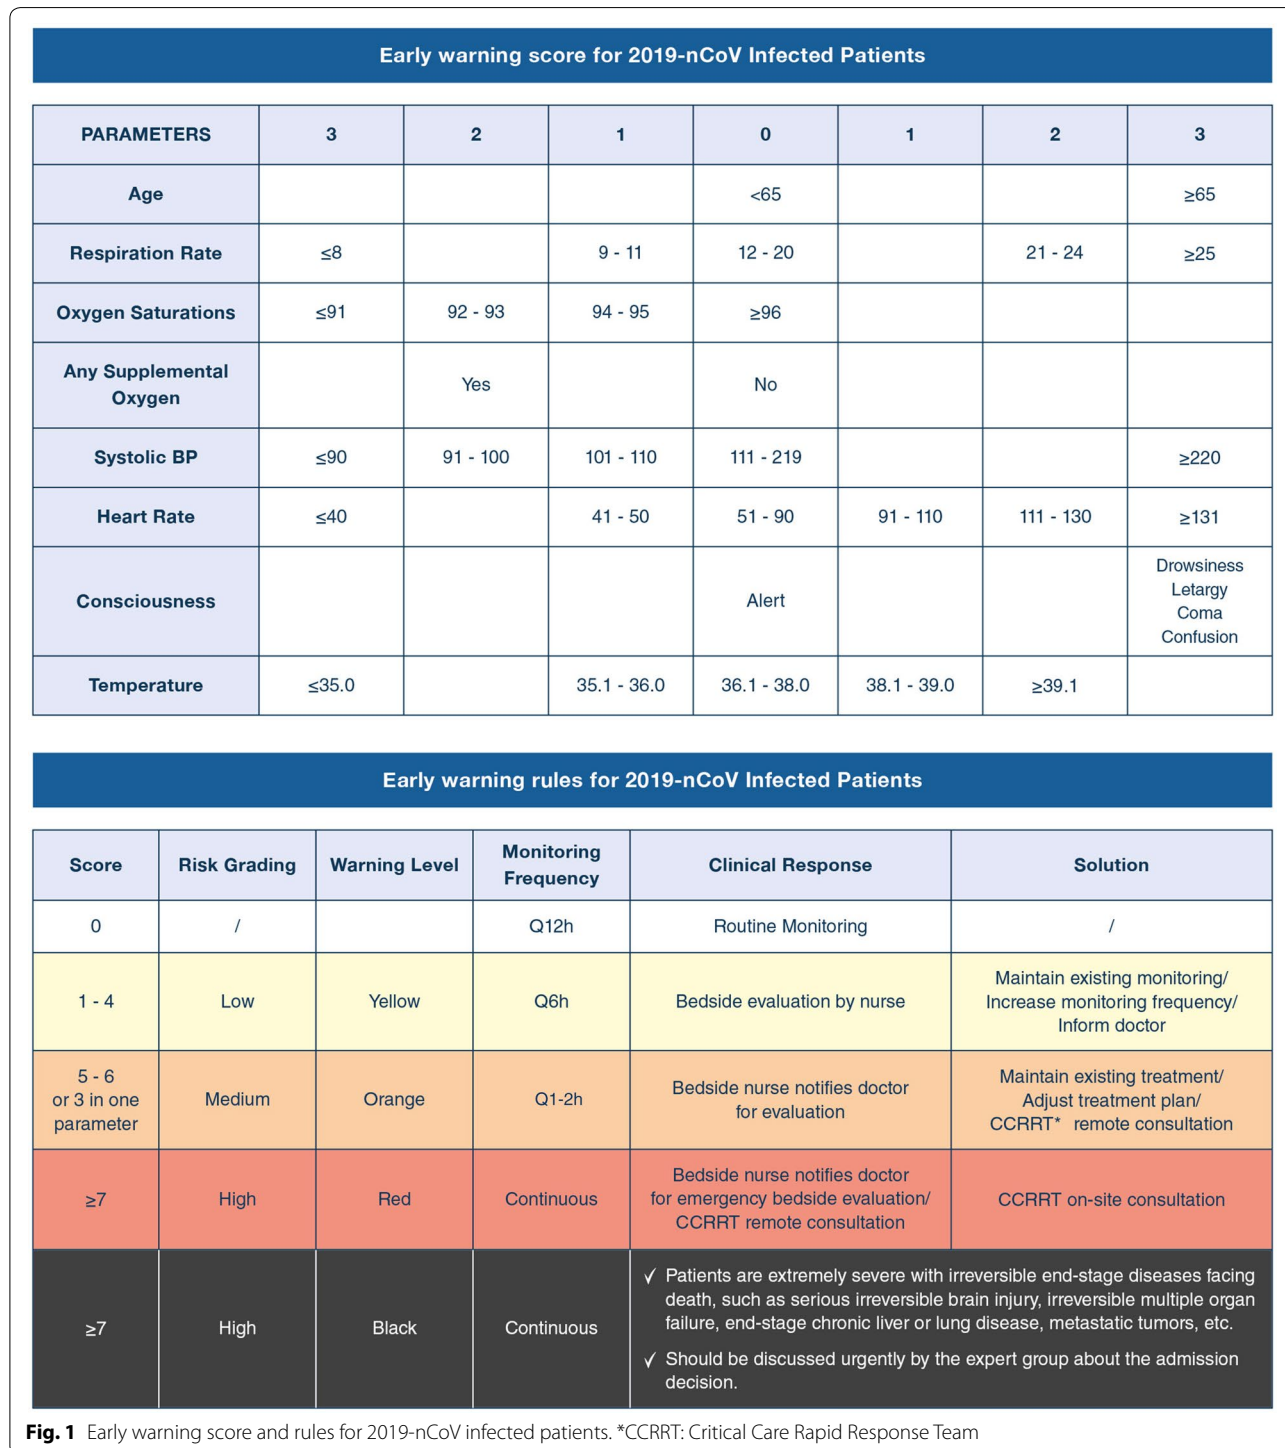 Early warning score for 2019-nCoV Infected Patients
PARAMETERS 3 2 1 0 1 2 3
Age <65 ≥65
Respiration Rate ≤8 9 - 11 12 - 20 21 - 24 ≥25
Oxygen Saturations ≤91 92 - 93 94 - 95 ≥96
Any Supplemental
Oxygen Yes No
Systolic BP ≤90 91 - 100 101 - 110 111 - 219 ≥220
Heart Rate ≤40 41 - 50 51 - 90 91 - 110 111 - 130 ≥131
Consciousness Alert Drowsiness
Letargy
Coma
Confusion
Temperature ≤35.0 35.1 - 36.0 36.1 - 38.0 38.1 - 39.0 ≥39.1
Early warning rules for 2019-nCoV Infected Patients
Score Risk Grading Warning Level Monitoring
Frequency Clinical Response Solution
0 / Q12h Routine Monitoring /
1 - 4 Low Yellow Q6h Bedside evaluation by nurse Maintain existing monitoring/
Increase monitoring frequency/
Inform doctor
5 - 6
or 3 in one
parameter Medium Orange Q1-2h Bedside nurse notifies doctor
for evaluation Maintain existing treatment/
Adjust treatment plan/
CCRRT* remote consultation
≥7 High Red Continuous Bedside nurse notifies doctor
for emergency bedside evaluation/
CCRRT remote consultation CCRRT on-site consultation
≥7 High Black Continuous ✓ Patients are extremely severe with irreversible end-stage diseases facing
death, such as serious irreversible brain injury, irreversible multiple organ
failure, end-stage chronic liver or lung disease, metastatic tumors, etc.
✓ Should be discussed urgently by the expert group about the admission
decision.
Fig. 1 Early warning score and rules for 2019-nCoV infected patients. *CCRRT: Critical Care Rapid Response Team